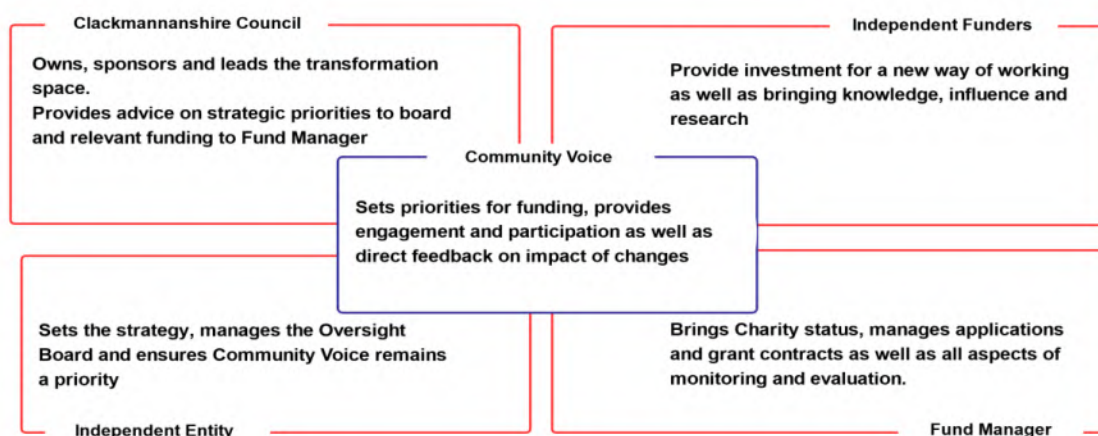 Clackmannanshire Council
Owns, sponsors and leads the transformation
space.
Provides advice on strategic priorities to board
and relevant funding to Fund Manager
Independent Funders
Provide investment for a new way of working
as well as bringing knowledge, influence and
research
Community Voice
Sets priorities for funding, provides
engagement and participation as well as
direct feedback on impact of changes
Sets the strategy, manages the Oversight
Board and ensures Community Voice remains
a priority
Independent Entity
Brings Charity status, manages applications
and grant contracts as well as all aspects of
monitoring and evaluation.
Fund Manager